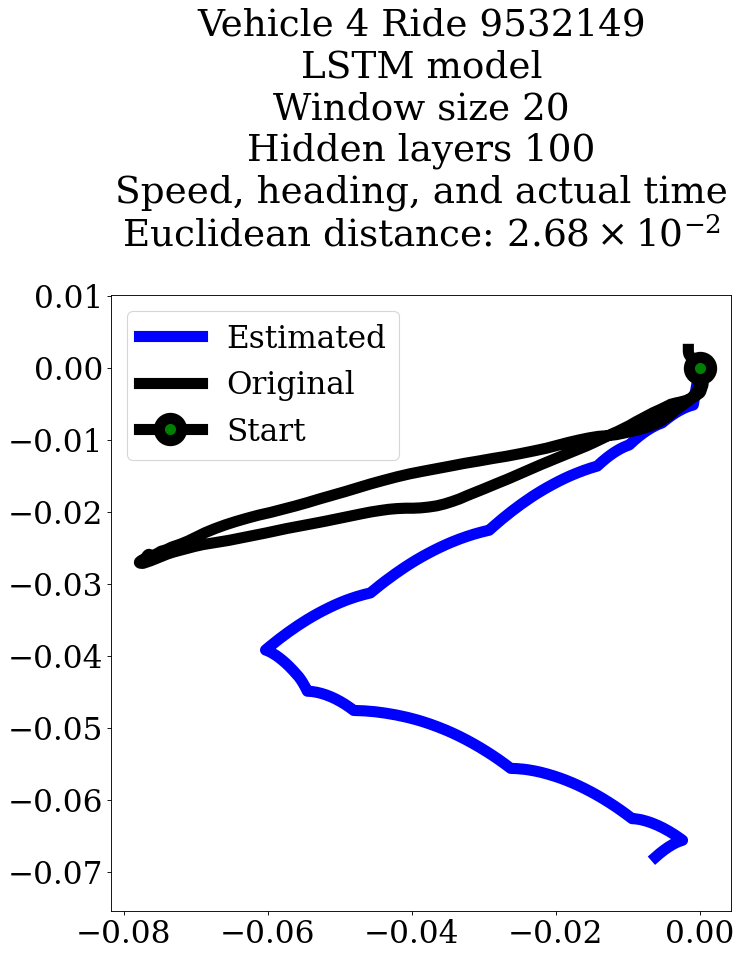 Vehicle 4 Ride 9532149
LSTM model
Window size 20
Hidden layers 100
Speed, heading, and actual time
Euclidean distance: 2.68 × 10⁻²
0.01
0.00
−0.01
−0.02
−0.03
−0.04
−0.05
−0.06
−0.07
Estimated
Original
Start
−0.08 −0.06 −0.04 −0.02 0.00